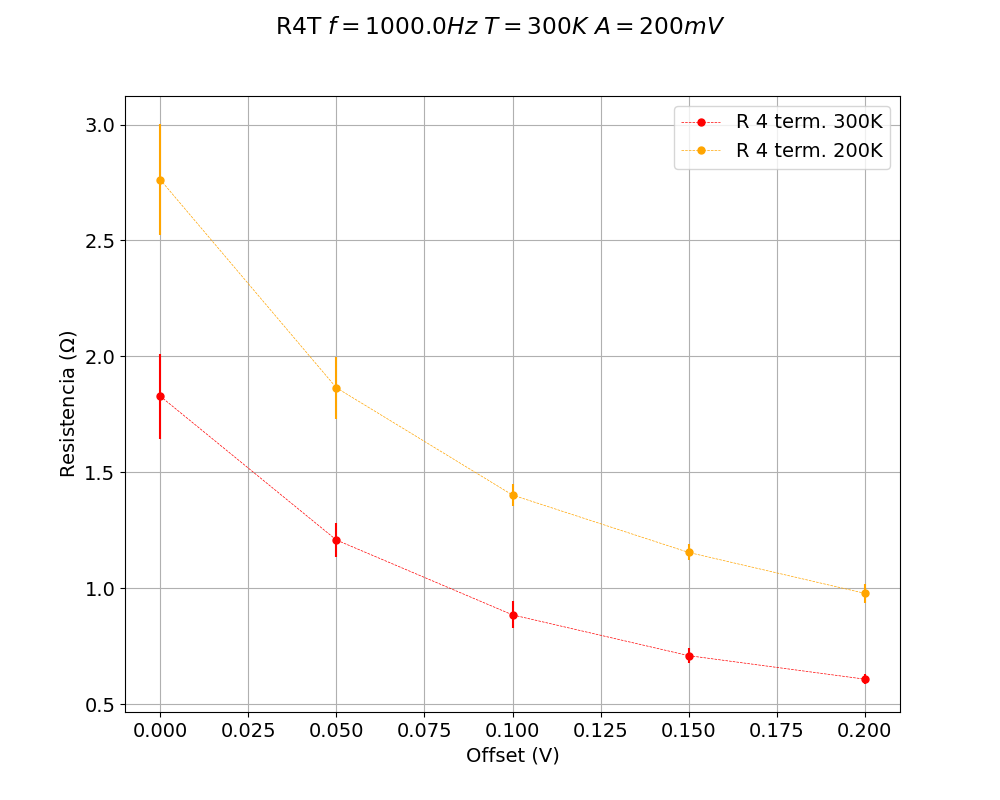 R4T f = 1000.0Hz T = 300K A = 200mV
R 4 term. 300K
R 4 term. 200K
Resistencia (Ω)
3.0
2.5
2.0
1.5
1.0
0.5
0.000 0.025 0.050 0.075 0.100 0.125 0.150 0.175 0.200
Offset (V)